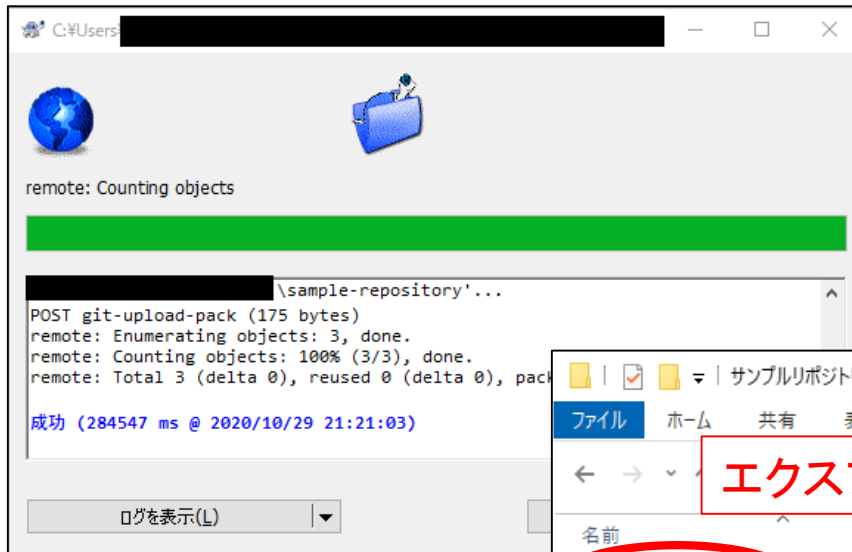 C:¥Users
remote: Counting objects
\sample-repository'...
POST git-upload-pack (175 bytes)
remote: Enumerating objects: 3, done.
remote: Counting objects: 100% (3/3), done.
remote: Total 3 (delta 0), reused 0 (delta 0), pack
成功 (284547 ms @ 2020/10/29 21:21:03)
ログを表示(L)
サンプルリポジト
ファイル ホーム 共有
エクス
名前